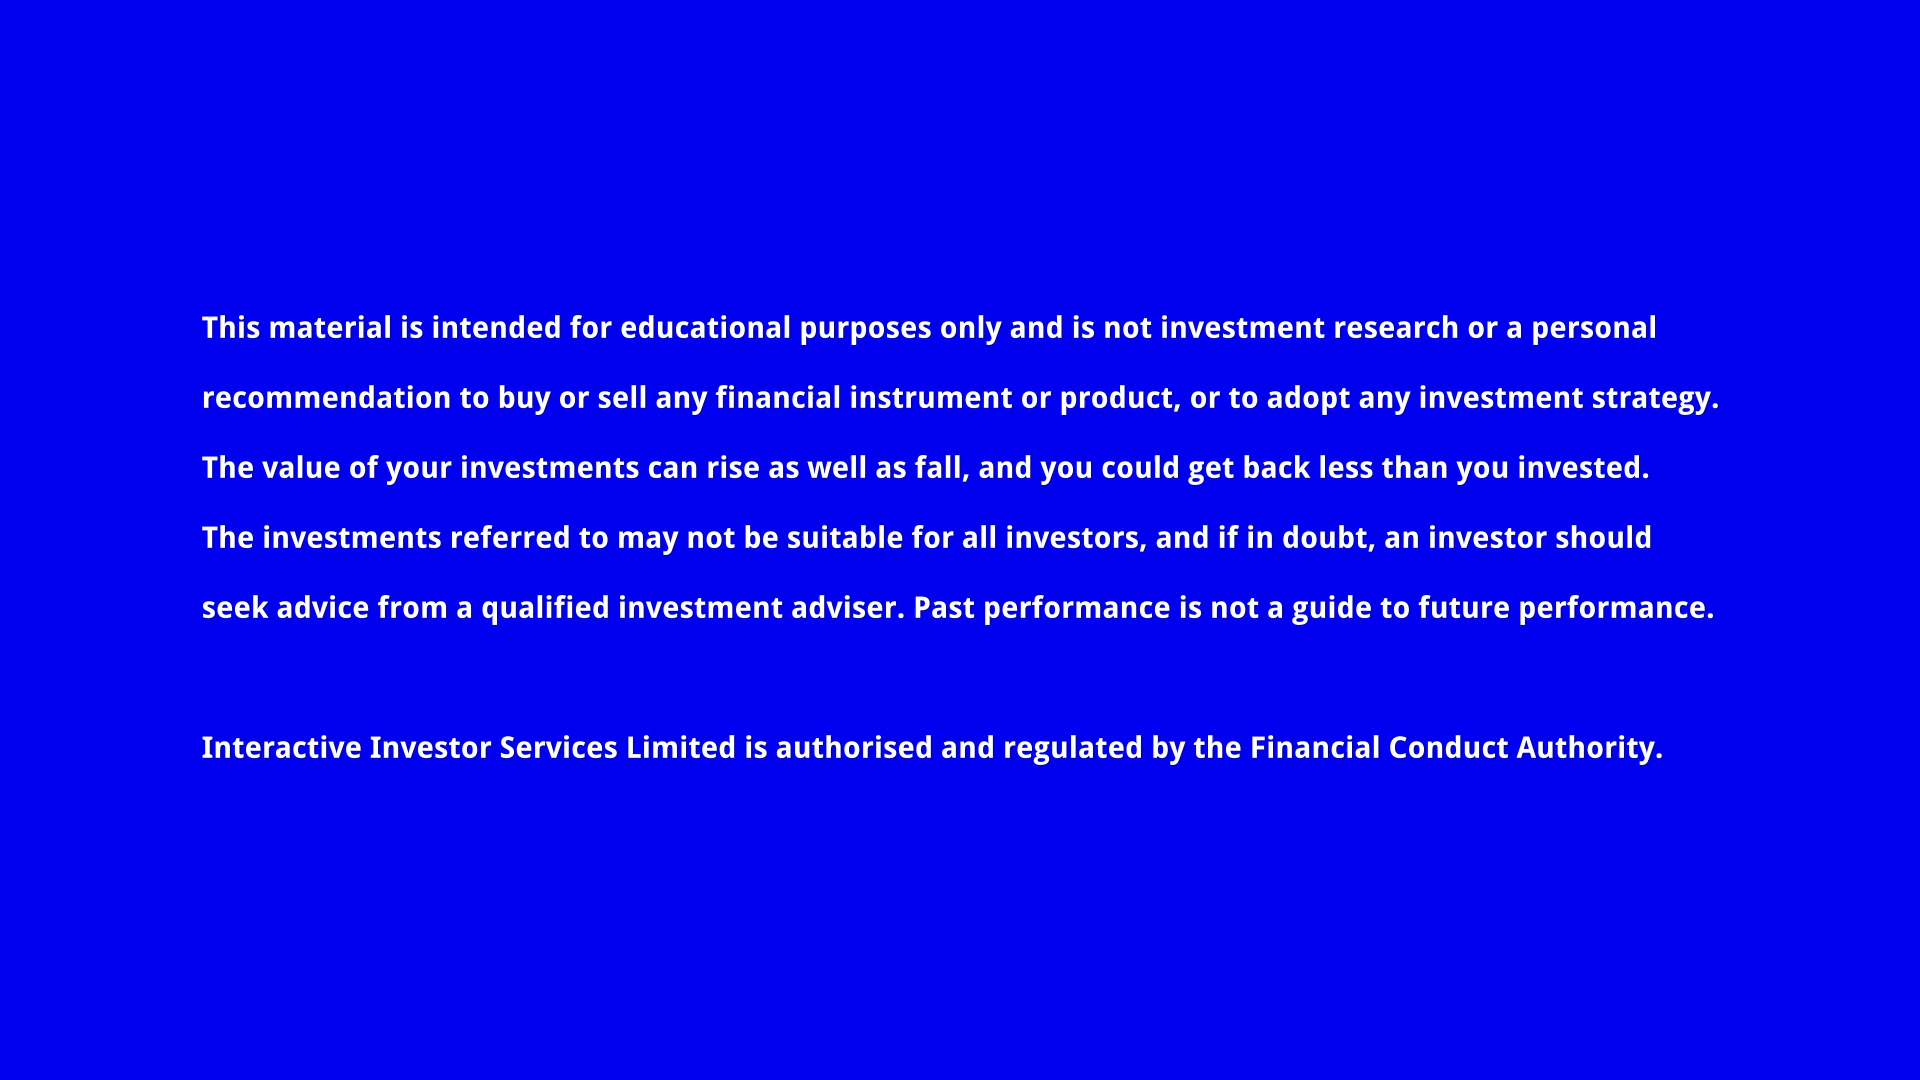 This material is intended for educational purposes only and is not investment research or a personal
recommendation to buy or sell any financial instrument or product, or to adopt any investment strategy.
The value of your investments can rise as well as fall, and you could get back less than you invested.
The investments referred to may not be suitable for all investors, and if in doubt, an investor should
seek advice from a qualified investment adviser. Past performance is not a guide to future performance.
Interactive Investor Services Limited is authorised and regulated by the Financial Conduct Authority.